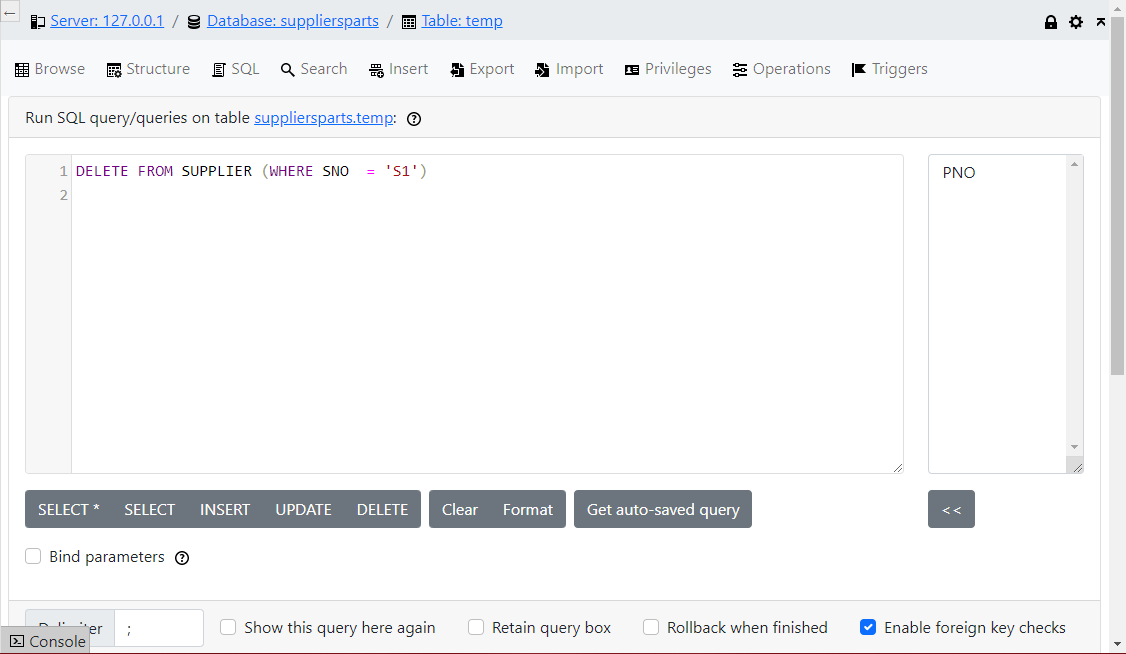 ←
Server: 127.0.0.1 / Database: suppliersparts / Table: temp
Browse Structure SQL Search Insert Export Import Privileges Operations Triggers
Run SQL query/queries on table suppliersparts.temp:
1 DELETE FROM SUPPLIER (WHERE SNO  = 'S1')
2
PNO
SELECT * SELECT INSERT UPDATE DELETE Clear Format Get auto-saved query <<
Bind parameters
Delimiter ; Show this query here again Retain query box Rollback when finished Enable foreign key checks
Console